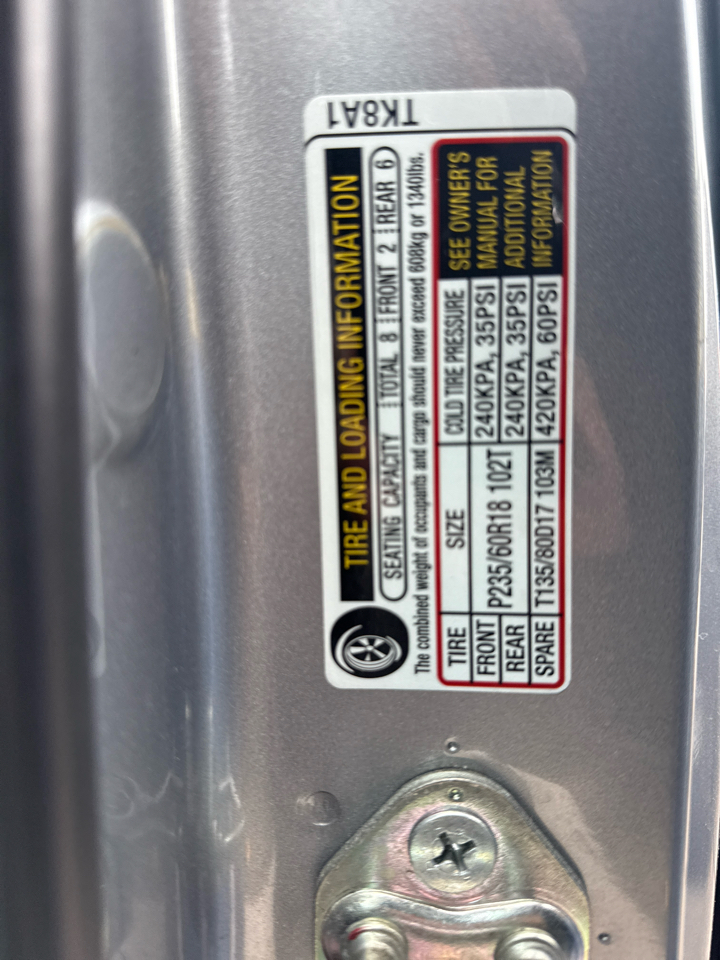 TK8A1
TIRE AND LOADING INFORMATION
SEATING CAPACITY TOTAL 8 FRONT 2 REAR 6
The combined weight of occupants and cargo should never exceed 608kg or 1340lbs.
TIRE SIZE COLD TIRE PRESSURE
FRONT P235/60R18 102T 240KPA, 35PSI
REAR 240KPA, 35PSI
SPARE T135/80D17 103M 420KPA, 60PSI
SEE OWNER'S
MANUAL FOR
ADDITIONAL
INFORMATION